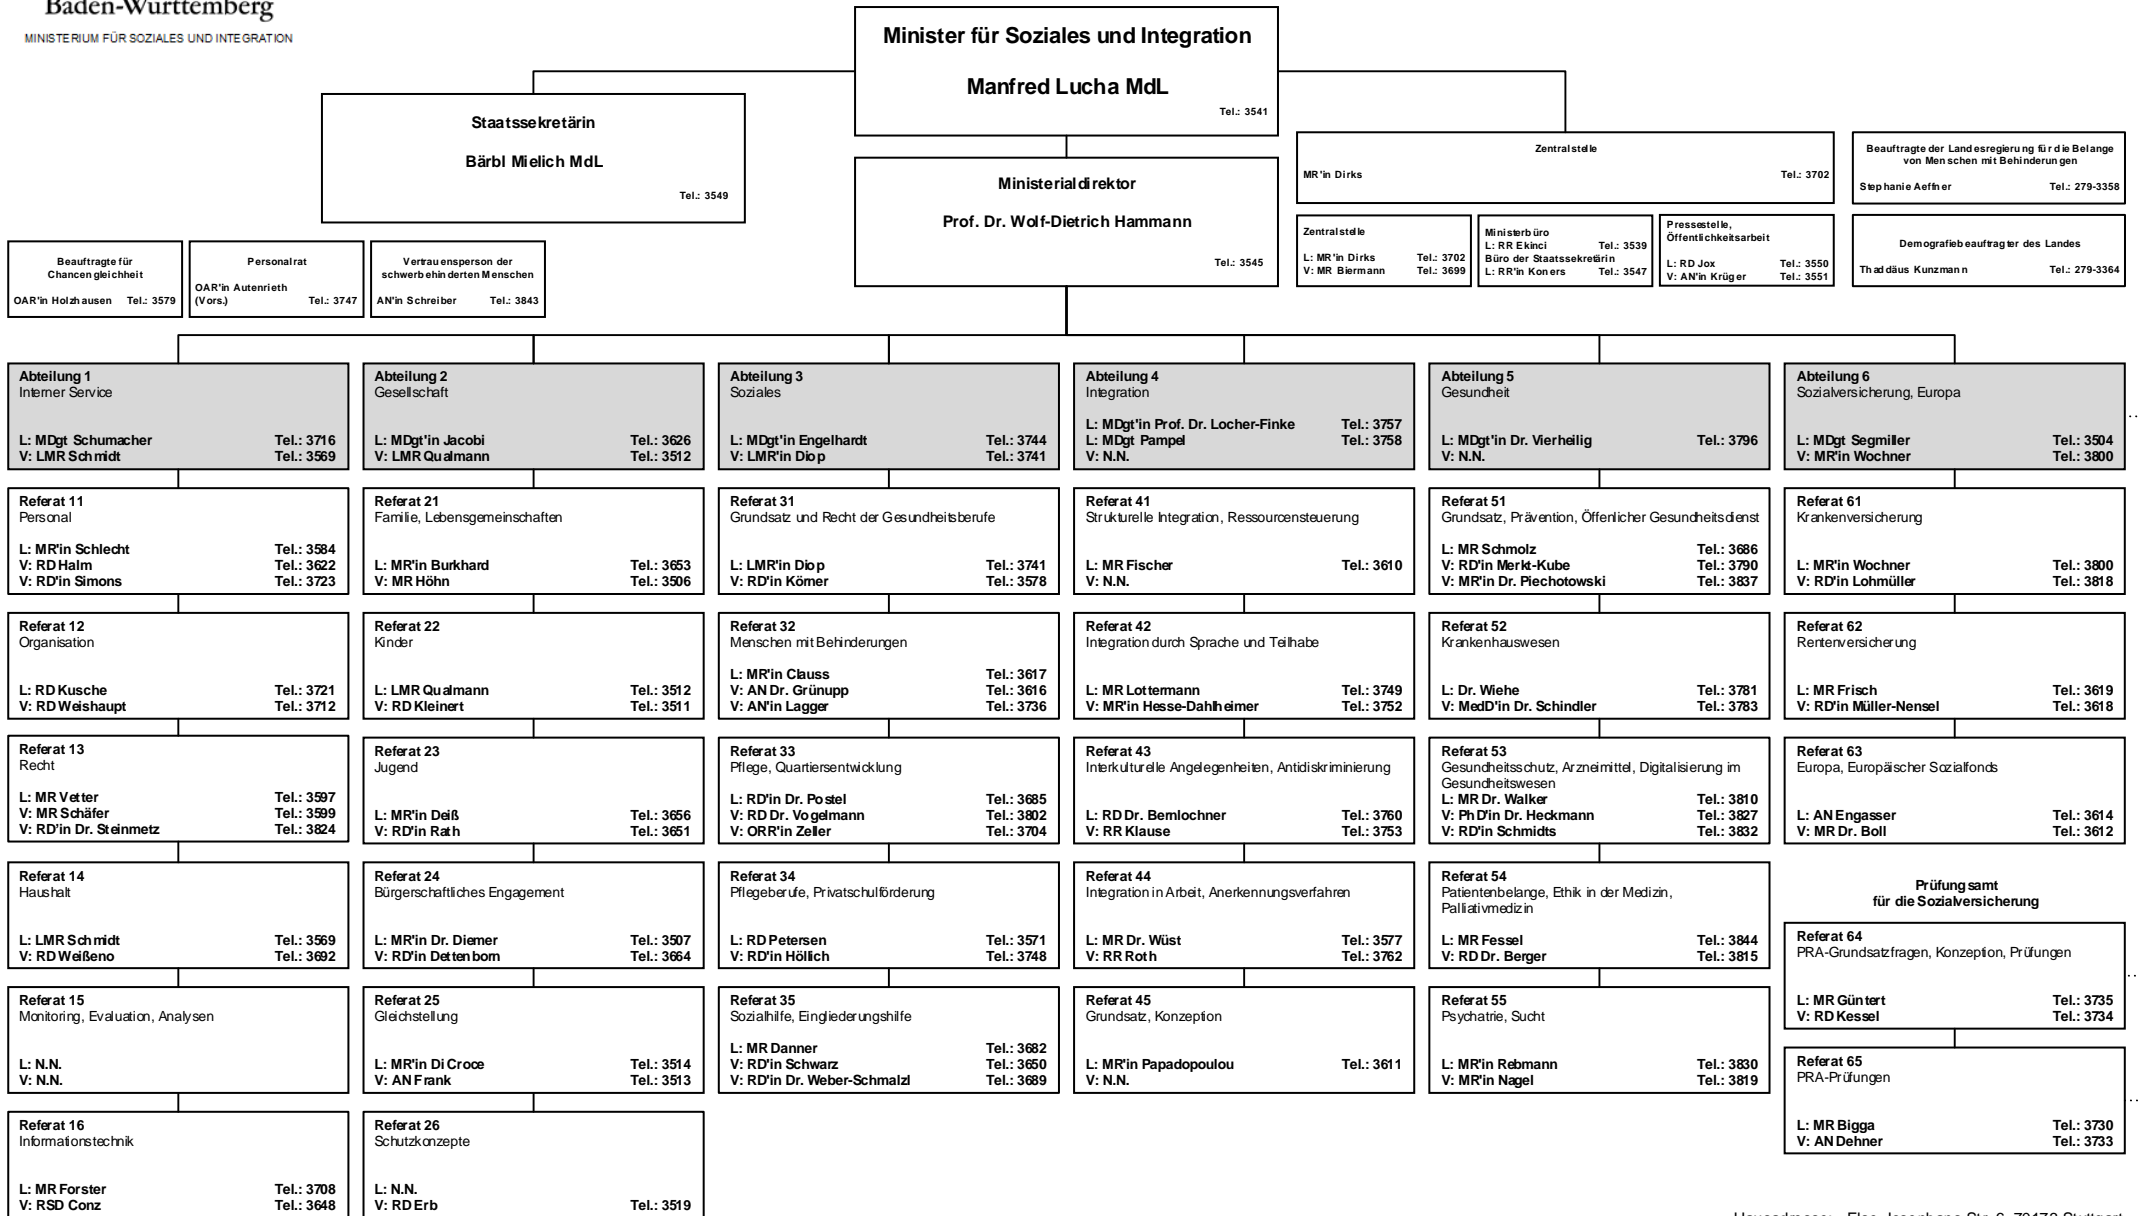 Baden-Württemberg
MINISTERIUM FÜR SOZIALES UND INTEGRATION
Minister für Soziales und Integration
Manfred Lucha MdL
Tel.: 3541
Staatssekretärin
Bärbl Mielich MdL
Tel.: 3549
Ministerialdirektor
Prof. Dr. Wolf-Dietrich Hammann
Tel.: 3545
Zentralstelle
MR'in Dirks Tel.: 3702
Beauftragte der Landesregierung für die Belange
von Menschen mit Behinderungen
Stephanie Aeffner Tel.: 279-3358
Zentralstelle
L: MR'in Dirks Tel.: 3702
V: MR Biermann Tel.: 3699
Ministerbüro
L: RR Ekinci Tel.: 3539
Büro der Staatssekretärin
L: RR'in Koners Tel.: 3547
Pressestelle,
Öffentlichkeitsarbeit
L: RD Jox Tel.: 3550
V: AN'in Krüger Tel.: 3551
Demografiebeauftragter des Landes
Thaddäus Kunzmann Tel.: 279-3364
Beauftragte für
Chancengleichheit
OAR'in Holzhausen Tel.: 3579
Personalrat
OAR'in Autenrieth
(Vors.) Tel.: 3747
Vertrauensperson der
schwerbehinderten Menschen
AN'in Schreiber Tel.: 3843
Abteilung 1
Interner Service
L: MDgt Schumacher Tel.: 3716
V: LMR Schmidt Tel.: 3569
Referat 11
Personal
L: MR'in Schlecht Tel.: 3584
V: RD Halm Tel.: 3622
V: RD'in Simons Tel.: 3723
Referat 12
Organisation
L: RD Kusche Tel.: 3721
V: RD Weishaupt Tel.: 3712
Referat 13
Recht
L: MR Vetter Tel.: 3597
V: MR Schäfer Tel.: 3599
V: RD’in Dr. Steinmetz Tel.: 3824
Referat 14
Haushalt
L: LMR Schmidt Tel.: 3569
V: RD Weißeno Tel.: 3692
Referat 15
Monitoring, Evaluation, Analysen
L: N.N.
V: N.N.
Referat 16
Informationstechnik
L: MR Forster Tel.: 3708
V: RSD Conz Tel.: 3648
Abteilung 2
Gesellschaft
L: MDgt'in Jacobi Tel.: 3626
V: LMR Qualmann Tel.: 3512
Referat 21
Familie, Lebensgemeinschaften
L: MR'in Burkhard Tel.: 3653
V: MR Höhn Tel.: 3506
Referat 22
Kinder
L: LMR Qualmann Tel.: 3512
V: RD Kleinert Tel.: 3511
Referat 23
Jugend
L: MR'in Deiß Tel.: 3656
V: RD'in Rath Tel.: 3651
Referat 24
Bürgerschaftliches Engagement
L: MR'in Dr. Diemer Tel.: 3507
V: RD'in Dettenborn Tel.: 3664
Referat 25
Gleichstellung
L: MR'in Di Croce Tel.: 3514
V: AN Frank Tel.: 3513
Referat 26
Schutzkonzepte
L: N.N.
V: RD Erb Tel.: 3519
Abteilung 3
Soziales
L: MDgt'in Engelhardt Tel.: 3744
V: LMR'in Diop Tel.: 3741
Referat 31
Grundsatz und Recht der Gesundheitsberufe
L: LMR'in Diop Tel.: 3741
V: RD'in Körner Tel.: 3578
Referat 32
Menschen mit Behinderungen
L: MR'in Clauss Tel.: 3617
V: AN Dr. Grünupp Tel.: 3616
V: AN'in Lagger Tel.: 3736
Referat 33
Pflege, Quartiersentwicklung
L: RD'in Dr. Postel Tel.: 3685
V: RD Dr. Vogelmann Tel.: 3802
V: ORR'in Zeller Tel.: 3704
Referat 34
Pflegeberufe, Privatschulförderung
L: RD Petersen Tel.: 3571
V: RD'in Höllich Tel.: 3748
Referat 35
Sozialhilfe, Eingliederungshilfe
L: MR Danner Tel.: 3682
V: RD'in Schwarz Tel.: 3650
V: RD'in Dr. Weber-Schmalzl Tel.: 3689
Abteilung 4
Integration
L: MDgt'in Prof. Dr. Locher-Finke Tel.: 3757
L: MDgt Pampel Tel.: 3758
V: N.N.
Referat 41
Strukturelle Integration, Ressourcensteuerung
L: MR Fischer Tel.: 3610
V: N.N.
Referat 42
Integration durch Sprache und Teilhabe
L: MR Lottermann Tel.: 3749
V: MR'in Hesse-Dahlheimer Tel.: 3752
Referat 43
Interkulturelle Angelegenheiten, Antidiskriminierung
L: RD Dr. Bernlochner Tel.: 3760
V: RR Klause Tel.: 3753
Referat 44
Integration in Arbeit, Anerkennungsverfahren
L: MR Dr. Wüst Tel.: 3577
V: RR Roth Tel.: 3762
Referat 45
Grundsatz, Konzeption
L: MR'in Papadopoulou Tel.: 3611
V: N.N.
Abteilung 5
Gesundheit
L: MDgt'in Dr. Vierheilig Tel.: 3796
V: N.N.
Referat 51
Grundsatz, Prävention, Öffentlicher Gesundheitsdienst
L: MR Schmolz Tel.: 3686
V: RD'in Merkt-Kube Tel.: 3790
V: MR'in Dr. Piechotowski Tel.: 3837
Referat 52
Krankenhauswesen
L: Dr. Wiehe Tel.: 3781
V: MedD'in Dr. Schindler Tel.: 3783
Referat 53
Gesundheitsschutz, Arzneimittel, Digitalisierung im
Gesundheitswesen
L: MR Dr. Walker Tel.: 3810
V: PhD'in Dr. Heckmann Tel.: 3827
V: RD'in Schmidts Tel.: 3832
Referat 54
Patientenbelange, Ethik in der Medizin,
Palliativmedizin
L: MR Fessel Tel.: 3844
V: RD Dr. Berger Tel.: 3815
Referat 55
Psychatrie, Sucht
L: MR'in Rebmann Tel.: 3830
V: MR'in Nagel Tel.: 3819
Abteilung 6
Sozialversicherung, Europa
L: MDgt Segmiller Tel.: 3504
V: MR'in Wochner Tel.: 3800
Referat 61
Krankenversicherung
L: MR'in Wochner Tel.: 3800
V: RD'in Lohmüller Tel.: 3818
Referat 62
Rentenversicherung
L: MR Frisch Tel.: 3619
V: RD'in Müller-Nensel Tel.: 3618
Referat 63
Europa, Europäischer Sozialfonds
L: AN Engasser Tel.: 3614
V: MR Dr. Boll Tel.: 3612
Prüfungsamt
für die Sozialversicherung
Referat 64
PRA-Grundsatzfragen, Konzeption, Prüfungen
L: MR Güntert Tel.: 3735
V: RD Kessel Tel.: 3734
Referat 65
PRA-Prüfungen
L: MR Bigga Tel.: 3730
V: AN Dehner Tel.: 3733